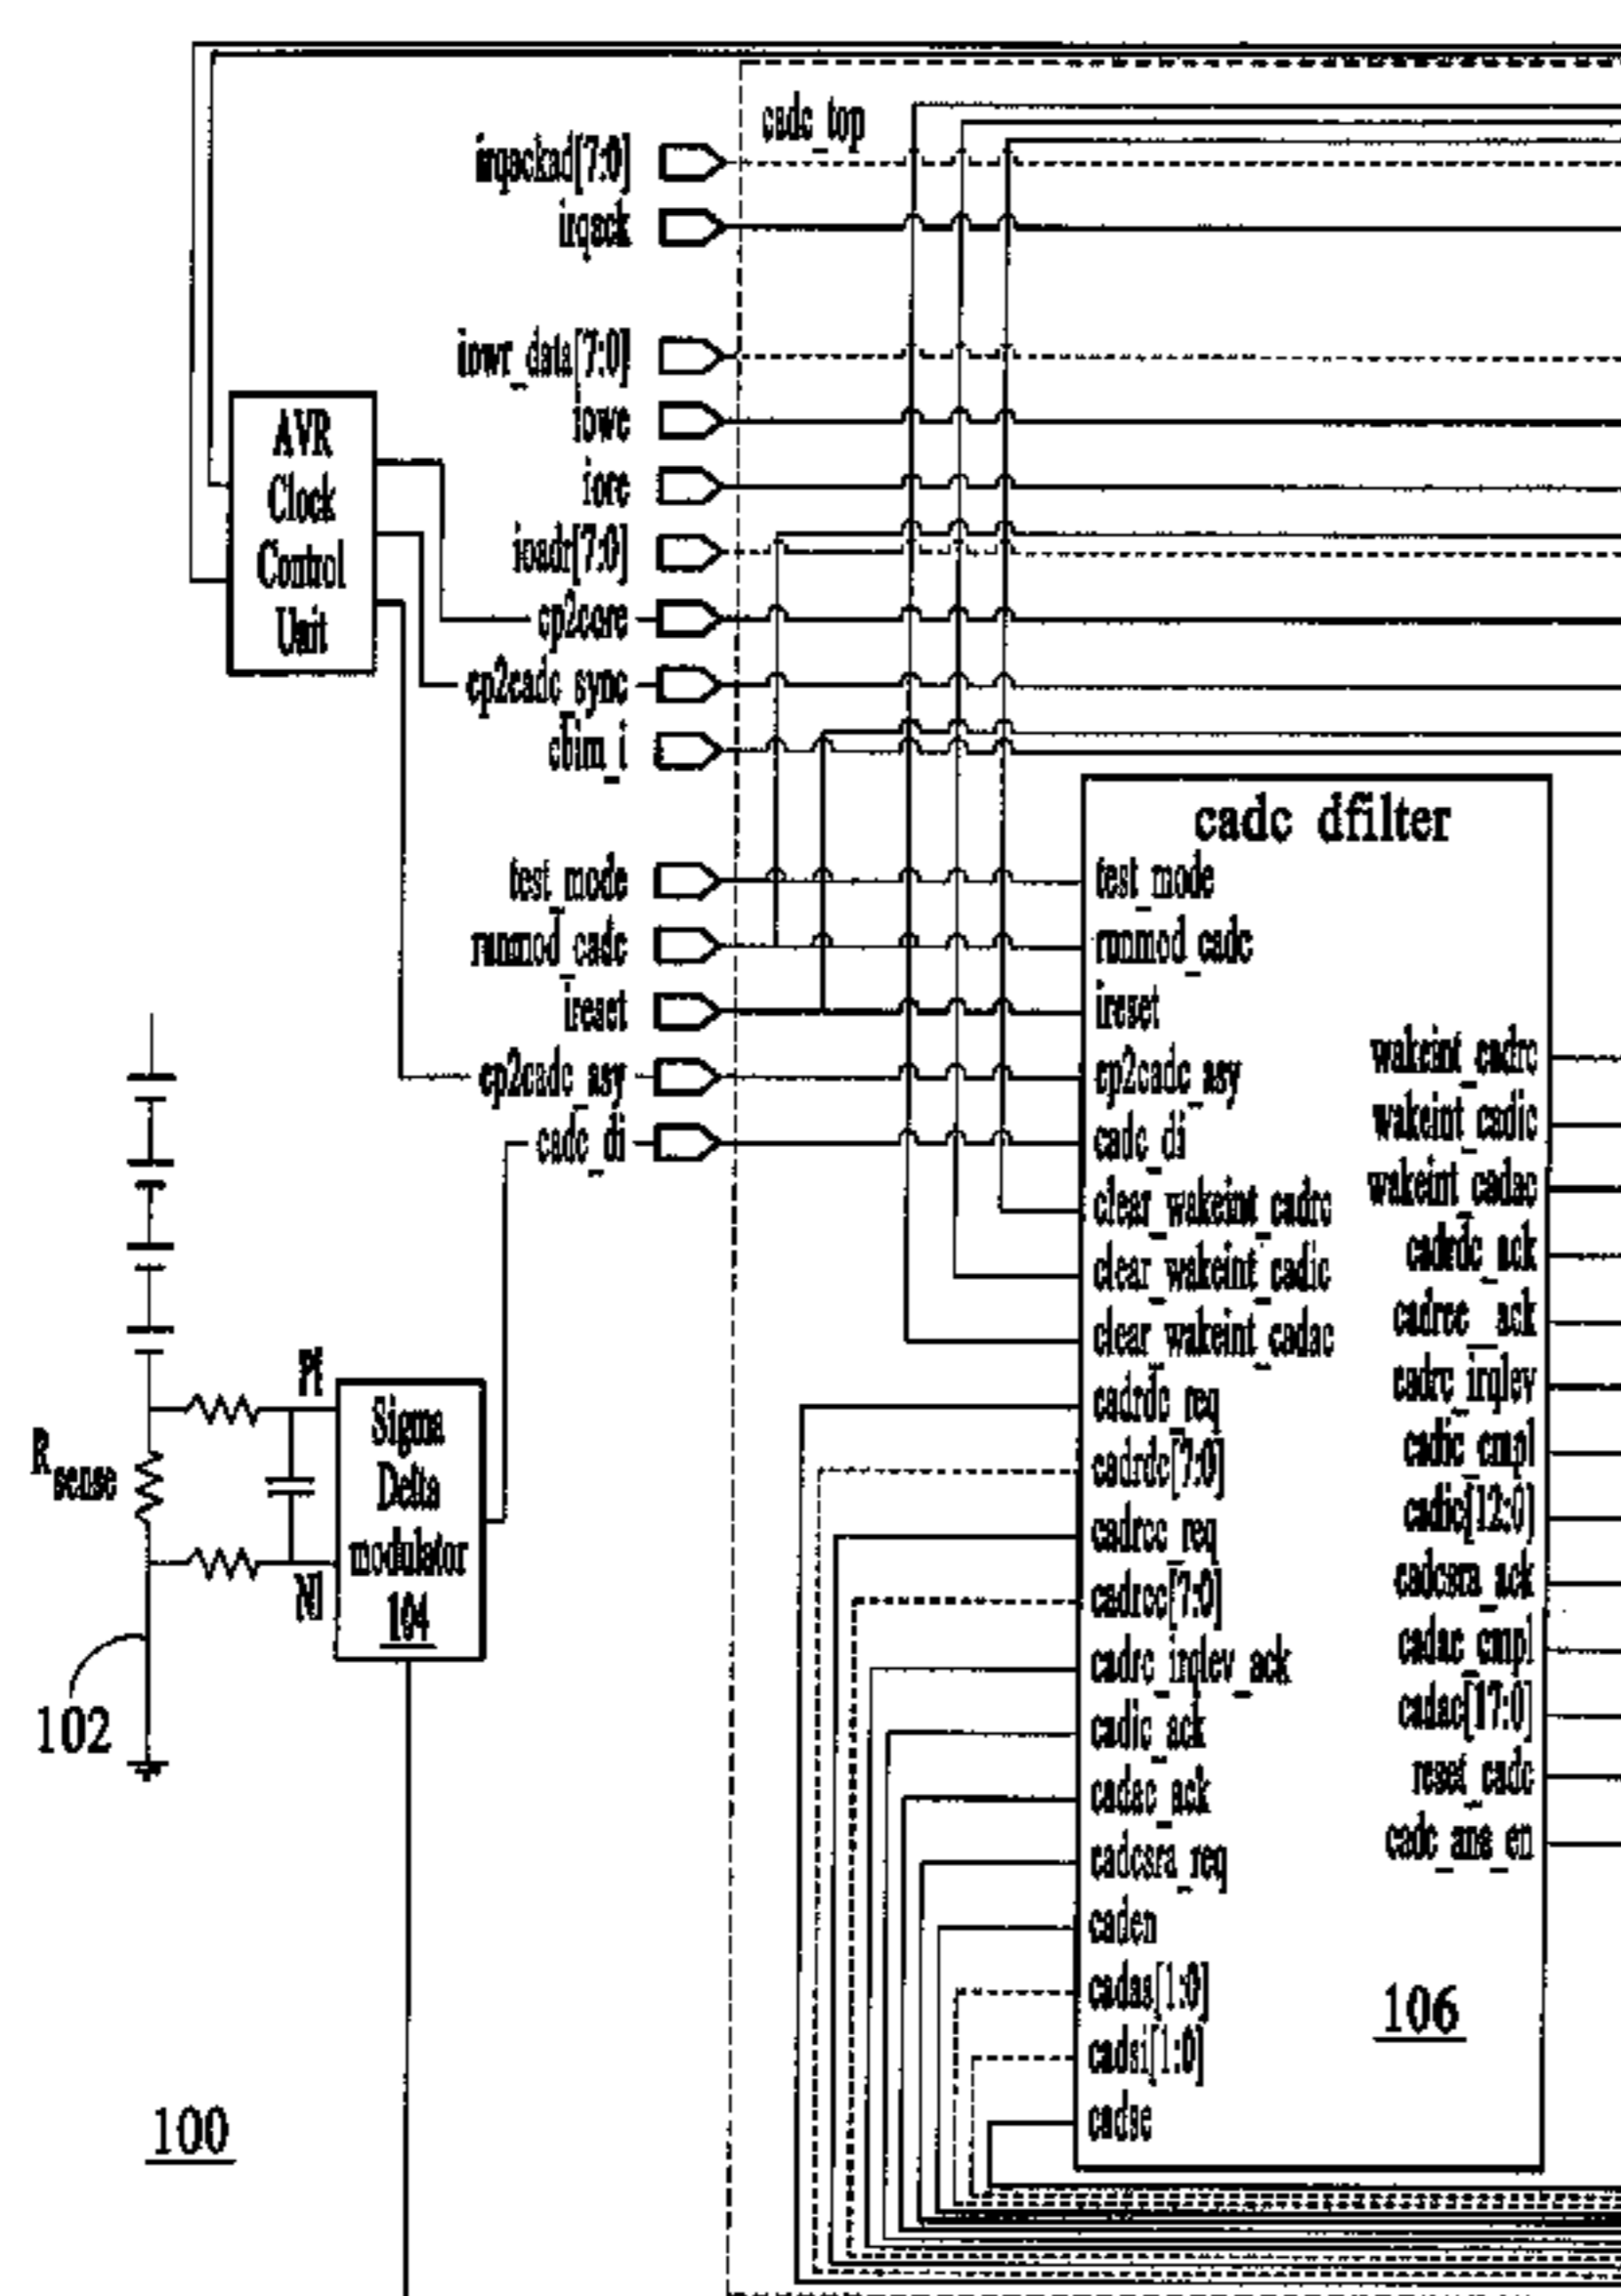 cadc_top
irqackad[7:0]
irqack
iowr_data[7:0]
iowe
iore
ioadr[7:0]
cp2core
cp2cadc_sync
cbim_i
AVR
Clock
Control
Unit
test_mode
runmod_cadc
ireset
cp2cadc_asy
cadc_di
cadc dfilter
test_mode
runmod_cadc
ireset
cp2cadc_asy
cadc_di
clear_wakeint_cadrc
clear_wakeint_cadic
clear_wakeint_cadac
cadrdc_req
cadrdc[7:0]
cadrcc_req
cadrcc[7:0]
cadrc_irqlev_ack
cadic_ack
cadac_ack
cadcsra_req
caden
cadas[1:0]
cadsi[1:0]
cadse
wakeint_cadrc
wakeint_cadic
wakeint_cadac
cadrdc_ack
cadrcc_ack
cadrc_irqlev
cadic_cmpl
cadic[12:0]
cadcsra_ack
cadac_cmpl
cadac[17:0]
reset_cadc
cadc_ana_en
106
PI
R sense
NI
Sigma
Delta
modulator
104
102
100